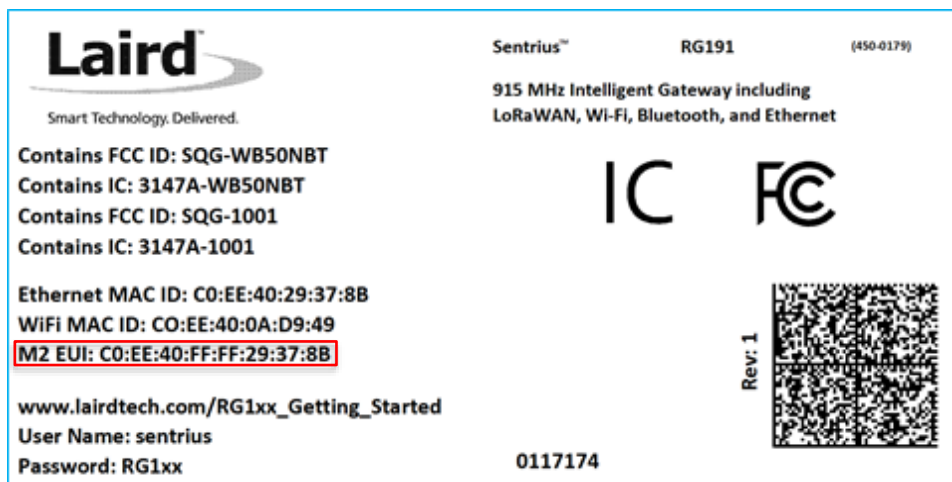 Laird™
Smart Technology. Delivered.
Sentrius™ RG191 (450-0179)
915 MHz Intelligent Gateway including
LoRaWAN, Wi-Fi, Bluetooth, and Ethernet
Contains FCC ID: SQG-WB50NBT
Contains IC: 3147A-WB50NBT
Contains FCC ID: SQG-1001
Contains IC: 3147A-1001
IC FC
Ethernet MAC ID: C0:EE:40:29:37:8B
WiFi MAC ID: CO:EE:40:0A:D9:49
M2 EUI: C0:EE:40:FF:FF:29:37:8B
Rev: 1
www.lairdtech.com/RG1xx_Getting_Started
User Name: sentrius
Password: RG1xx
0117174